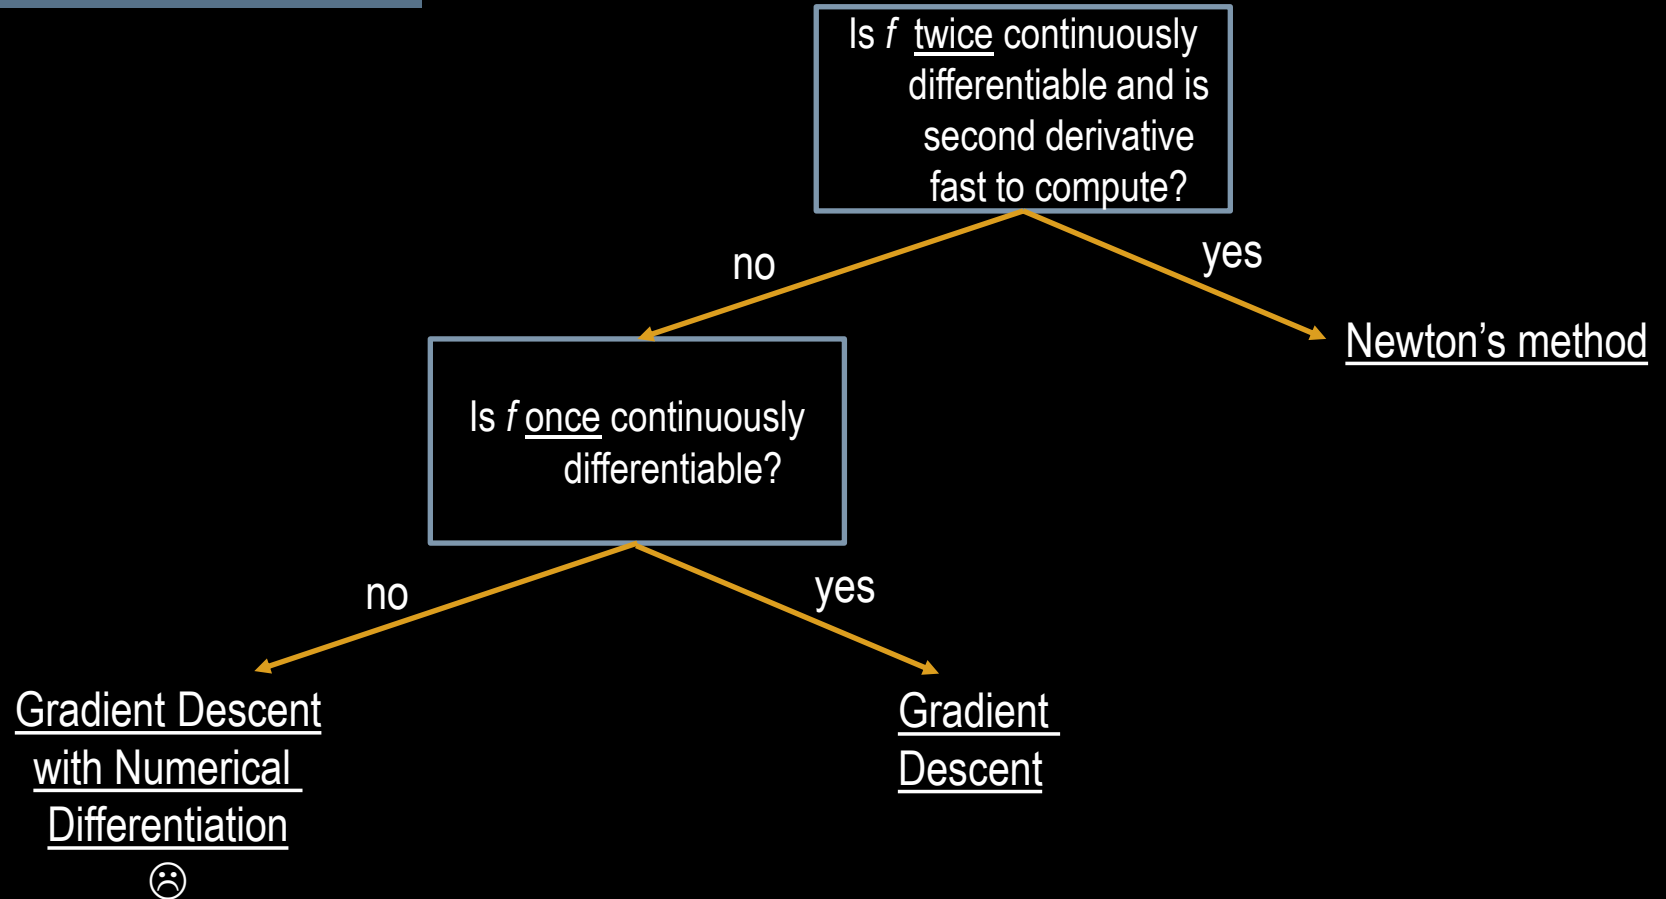 Is f twice continuously
differentiable and is
second derivative
fast to compute?
no
yes
Newton’s method
Is f once continuously
differentiable?
no
yes
Gradient Descent
with Numerical
Differentiation
☹
Gradient
Descent